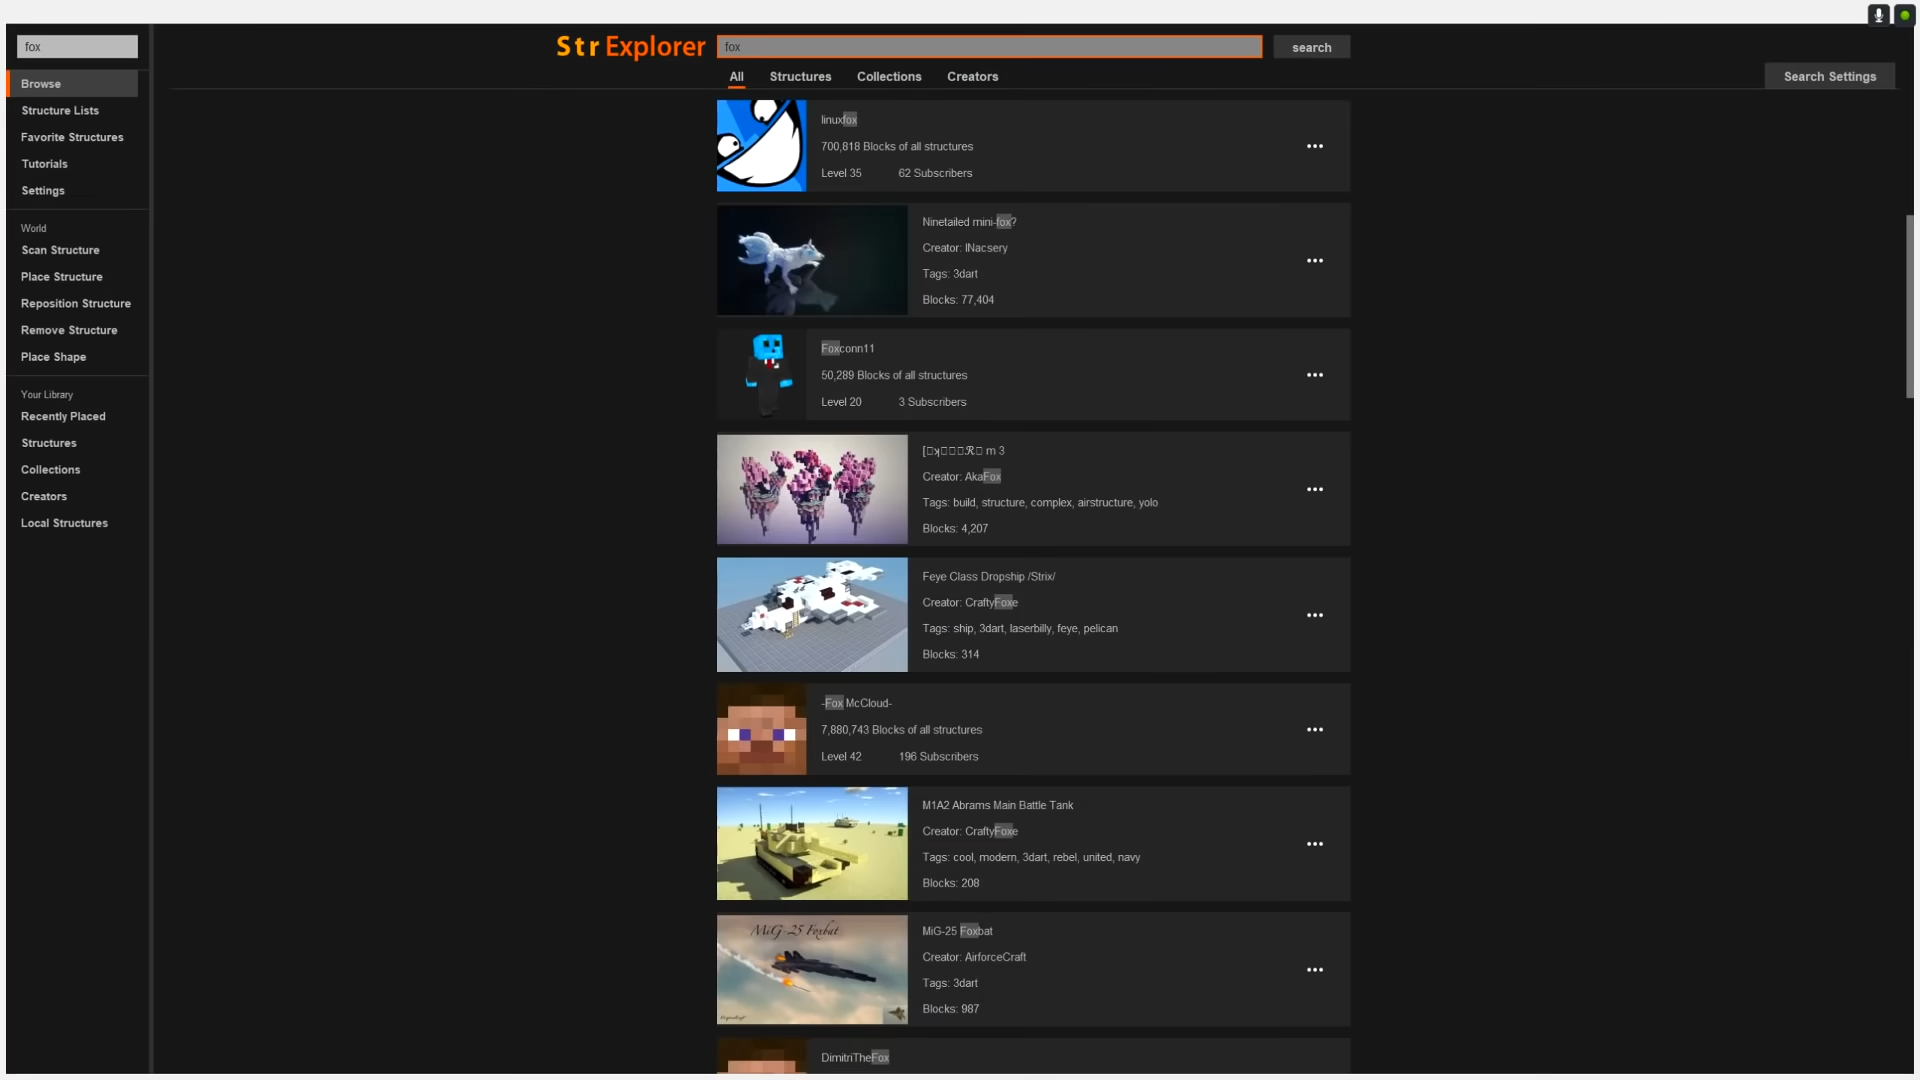 fox
Str Explorer
fox
search
All
Structures
Collections
Creators
Search Settings
Browse
Structure Lists
Favorite Structures
Tutorials
Settings
World
Scan Structure
Place Structure
Reposition Structure
Remove Structure
Place Shape
Your Library
Recently Placed
Structures
Collections
Creators
Local Structures
linuxfox
700,818 Blocks of all structures
Level 35 62 Subscribers
Ninetailed mini-fox?
Creator: INacsery
Tags: 3dart
Blocks: 77,404
Foxconn11
50,289 Blocks of all structures
Level 20 3 Subscribers
m 3
Creator: AkaFox
Tags: build, structure, complex, airstructure, yolo
Blocks: 4,207
Feye Class Dropship /Strix/
Creator: CraftyFoxe
Tags: ship, 3dart, laserbilly, feye, pelican
Blocks: 314
-Fox McCloud-
7,880,743 Blocks of all structures
Level 42 196 Subscribers
M1A2 Abrams Main Battle Tank
Creator: CraftyFoxe
Tags: cool, modern, 3dart, rebel, united, navy
Blocks: 208
MiG-25 Foxbat
MiG-25 Foxbat
Creator: AirforceCraft
Tags: 3dart
Blocks: 987
DimitriTheFox